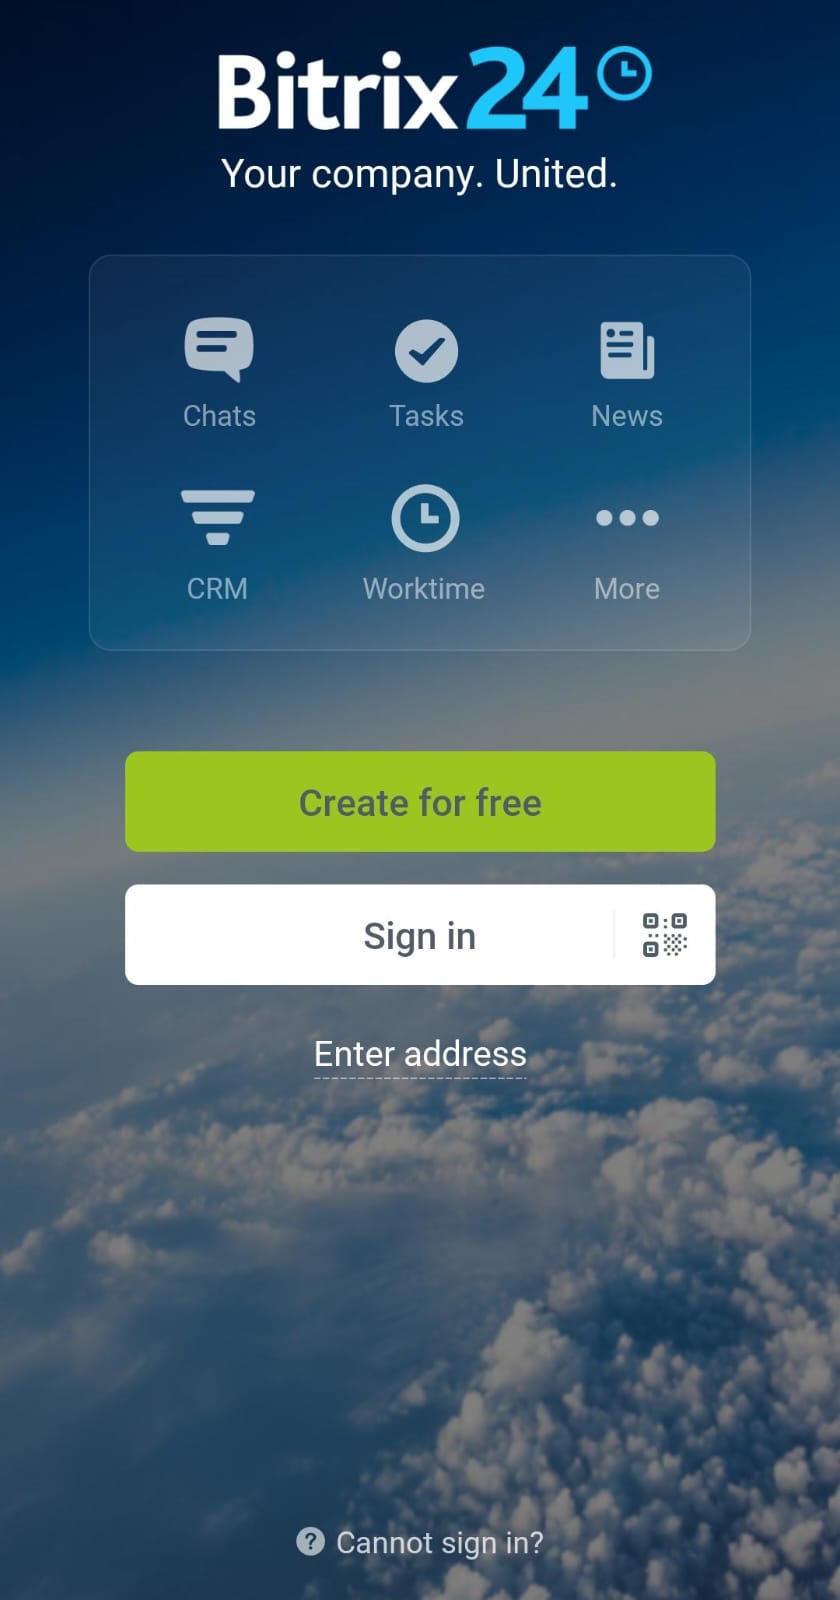 Bitrix24
Your company. United.
Chats Tasks News
CRM Worktime More
Create for free
Sign in
Enter address
? Cannot sign in?